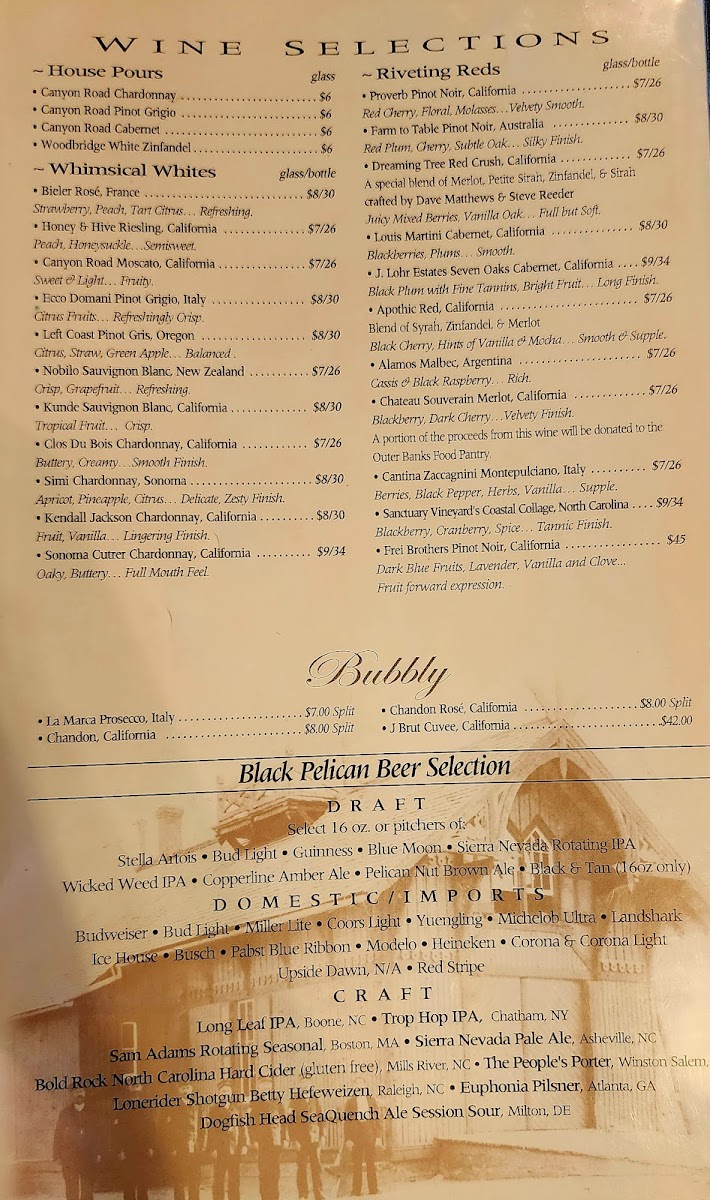 WINE SELECTIONS
~ House Pours glass
• Canyon Road Chardonnay ........................ $6
• Canyon Road Pinot Grigio ........................ $6
• Canyon Road Cabernet ........................ $6
• Woodbridge White Zinfandel ........................ $6
~ Whimsical Whites glass/bottle
• Bieler Rosé, France ........................ $8/30
Strawberry, Peach, Tart Citrus... Refreshing.
• Honey & Hive Riesling, California ........................ $7/26
Peach, Honeysuckle...Semisweet.
• Canyon Road Moscato, California ........................ $7/26
Sweet & Light... Fruity.
• Ecco Domani Pinot Grigio, Italy ........................ $8/30
Citrus Fruits... Refreshingly Crisp.
• Left Coast Pinot Gris, Oregon ........................ $8/30
Citrus, Straw, Green Apple... Balanced .
• Nobilo Sauvignon Blanc, New Zealand ........... $7/26
Crisp, Grapefruit... Refreshing.
• Kunde Sauvignon Blanc, California ............. $8/30
Tropical Fruit... Crisp.
• Clos Du Bois Chardonnay, California ............ $7/26
Buttery, Creamy...Smooth Finish.
• Simi Chardonnay, Sonoma ........................ $8/30
Apricot, Pineapple, Citrus... Delicate, Zesty Finish.
• Kendall Jackson Chardonnay, California .......... $8/30
Fruit, Vanilla... Lingering Finish.
• Sonoma Cutrer Chardonnay, California .......... $9/34
Oaky, Buttery... Full Mouth Feel.
~ Riveting Reds glass/bottle
• Proverb Pinot Noir, California .................... $7/26
Red Cherry, Floral, Molasses...Velvety Smooth.
• Farm to Table Pinot Noir, Australia ............. $8/30
Red Plum, Cherry, Subtle Oak... Silky Finish.
• Dreaming Tree Red Crush, California ............ $7/26
A special blend of Merlot, Petite Sirah, Zinfandel, & Sirah
crafted by Dave Matthews & Steve Reeder
Juicy Mixed Berries, Vanilla Oak... Full but Soft.
• Louis Martini Cabernet, California .............. $8/30
Blackberries, Plums... Smooth.
• J. Lohr Estates Seven Oaks Cabernet, California .... $9/34
Black Plum with Fine Tannins, Bright Fruit... Long Finish.
• Apothic Red, California ........................ $7/26
Blend of Syrah, Zinfandel, & Merlot
Black Cherry, Hints of Vanilla & Mocha... Smooth & Supple.
• Alamos Malbec, Argentina ..................... $7/26
Cassis & Black Raspberry... Rich.
• Chateau Souverain Merlot, California ............ $7/26
Blackberry, Dark Cherry...Velvety Finish.
A portion of the proceeds from this wine will be donated to the
Outer Banks Food Pantry.
• Cantina Zaccagnini Montepulciano, Italy .......... $7/26
Berries, Black Pepper, Herbs, Vanilla... Supple.
• Sanctuary Vineyard's Coastal Collage, North Carolina .... $9/34
Blackberry, Cranberry, Spice... Tannic Finish.
• Frei Brothers Pinot Noir, California ................ $45
Dark Blue Fruits, Lavender, Vanilla and Clove...
Fruit forward expression.
Bubbly
• La Marca Prosecco, Italy ........................ $7.00 Split
• Chandon, California ........................ $8.00 Split
• Chandon Rosé, California ........................ $8.00 Split
• J Brut Cuvee, California ........................ $42.00
Black Pelican Beer Selection
DRAFT
Select 16 oz. or pitchers of:
Stella Artois • Bud Light • Guinness • Blue Moon • Sierra Nevada Rotating IPA
Wicked Weed IPA • Copperline Amber Ale • Pelican Nut Brown Ale • Black & Tan (16oz only)
DOMESTIC/IMPORTS
Budweiser • Bud Light • Miller Lite • Coors Light • Yuengling • Michelob Ultra • Landshark
Ice House • Busch • Pabst Blue Ribbon • Modelo • Heineken • Corona & Corona Light
Upside Dawn, N/A • Red Stripe
CRAFT
Long Leaf IPA, Boone, NC • Trop Hop IPA, Chatham, NY
Sam Adams Rotating Seasonal, Boston, MA • Sierra Nevada Pale Ale, Asheville, NC
Bold Rock North Carolina Hard Cider (gluten free), Mills River, NC • The People's Porter, Winston Salem,
Lonerider Shotgun Betty Hefeweizen, Raleigh, NC • Euphonia Pilsner, Atlanta, GA
Dogfish Head SeaQuench Ale Session Sour, Milton, DE